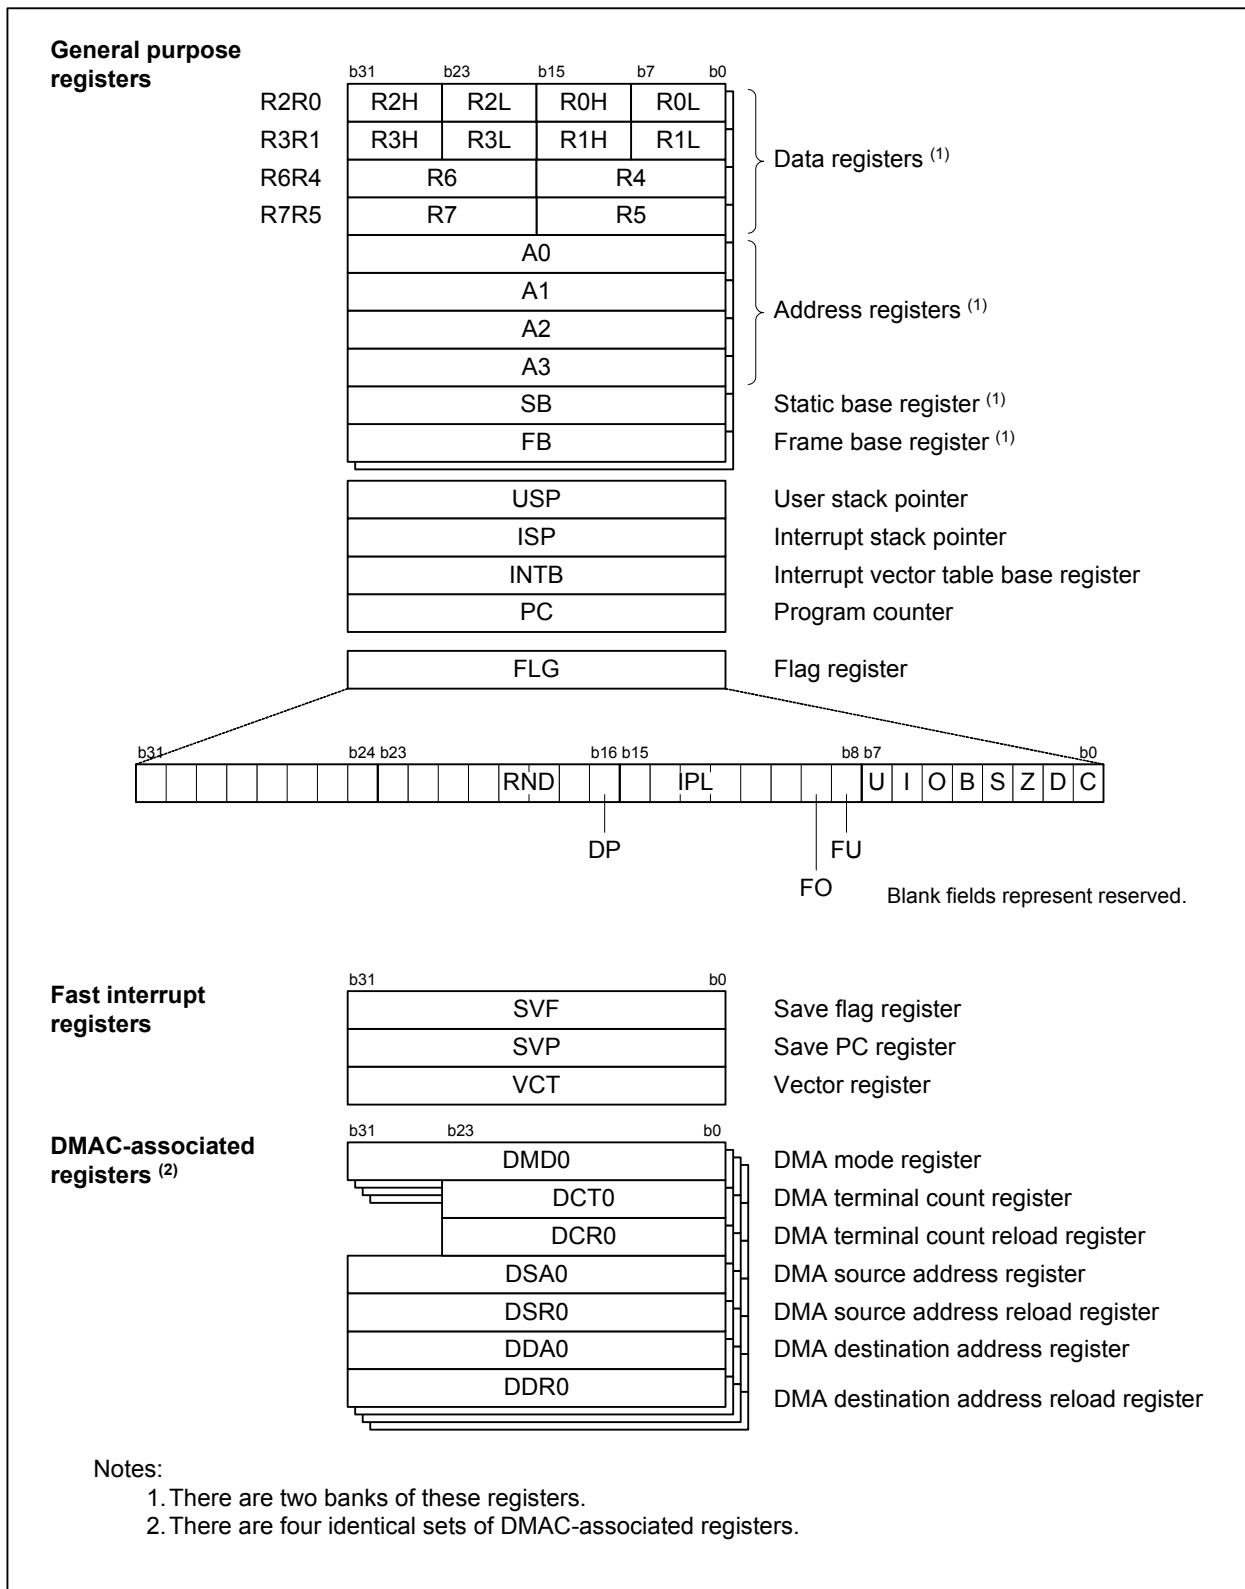 General purpose
registers
b31 b23 b15 b7 b0
R2R0 R2H R2L R0H R0L
R3R1 R3H R3L R1H R1L
Data registers (1)
R6R4 R6 R4
R7R5 R7 R5
A0
A1
Address registers (1)
A2
A3
SB Static base register (1)
FB Frame base register (1)
USP User stack pointer
ISP Interrupt stack pointer
INTB Interrupt vector table base register
PC Program counter
FLG Flag register
b31 b24 b23 b16 b15 b8 b7 b0
RND IPL U I O B S Z D C
DP FU
FO
Blank fields represent reserved.
b31 b0
Fast interrupt
registers
SVF Save flag register
SVP Save PC register
VCT Vector register
DMAC-associated
registers (2)
b31 b23 b0
DMD0 DMA mode register
DCT0 DMA terminal count register
DCR0 DMA terminal count reload register
DSA0 DMA source address register
DSR0 DMA source address reload register
DDA0 DMA destination address register
DDR0 DMA destination address reload register
Notes:
1. There are two banks of these registers.
2. There are four identical sets of DMAC-associated registers.